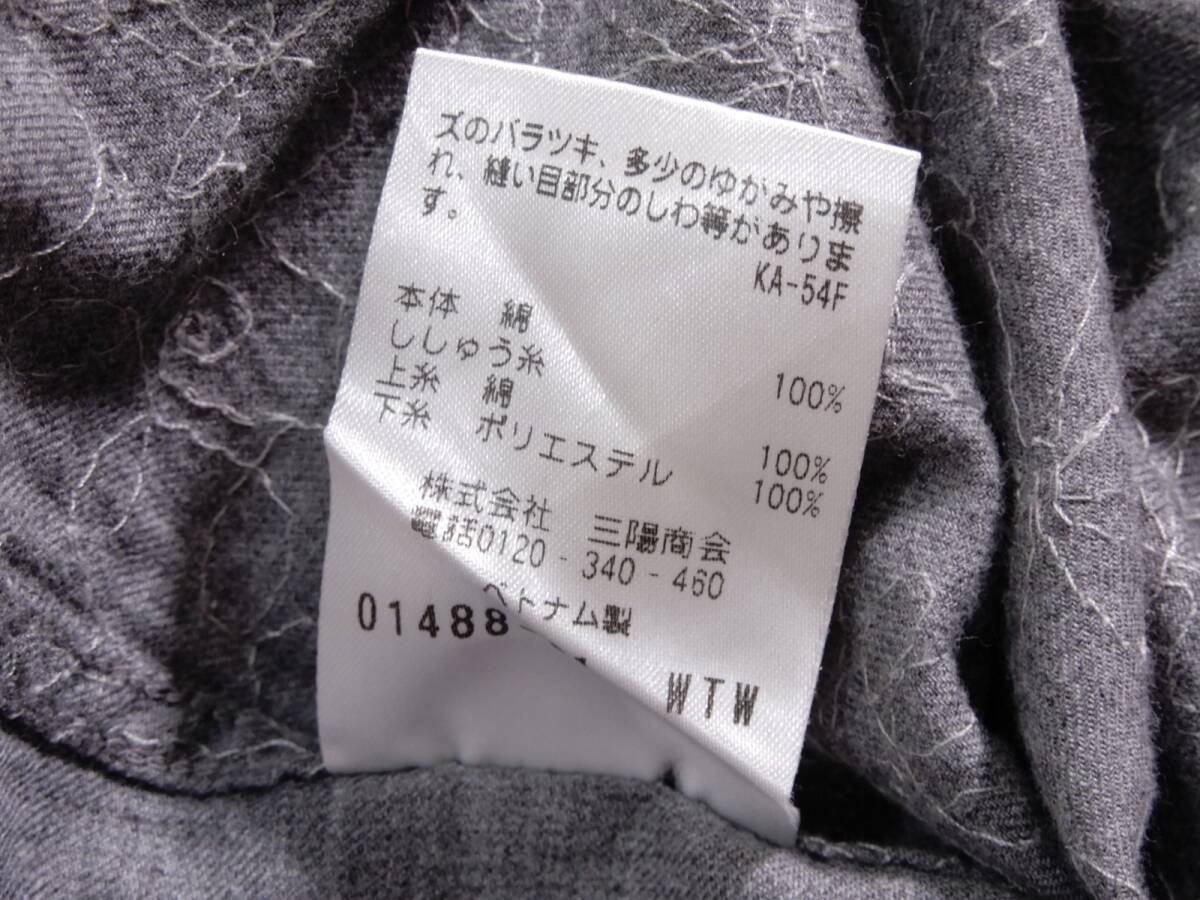 ズのバラツキ、多少のゆがみや擦
れ、縫い目部分のしわ等がありま
す。
KA-54F
本体 綿 100%
ししゅう糸
上糸 綿 100%
下糸 ポリエステル 100%
株式会社 三陽商会
電話0120-340-460
ベトナム製
01488
WTW